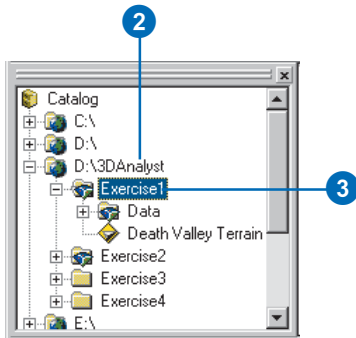 2
Catalog
C:\
D:\
D:\3DAnalyst
Exercise1
3
Data
Death Valley Terrain
Exercise2
Exercise3
Exercise4
E:\